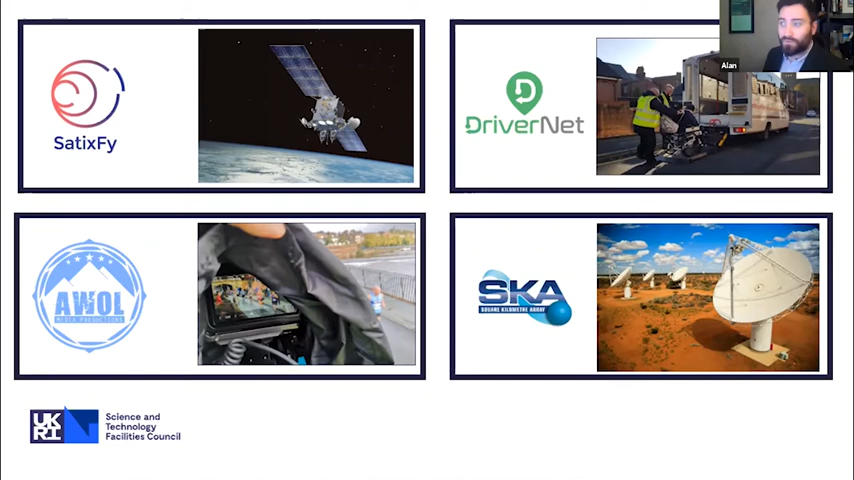 Alan
SatixFy
DriverNet
AWOL
MEDIA PRODUCTIONS
SKA
SQUARE KILOMETRE ARRAY
UK
RI
Science and
Technology
Facilities Council